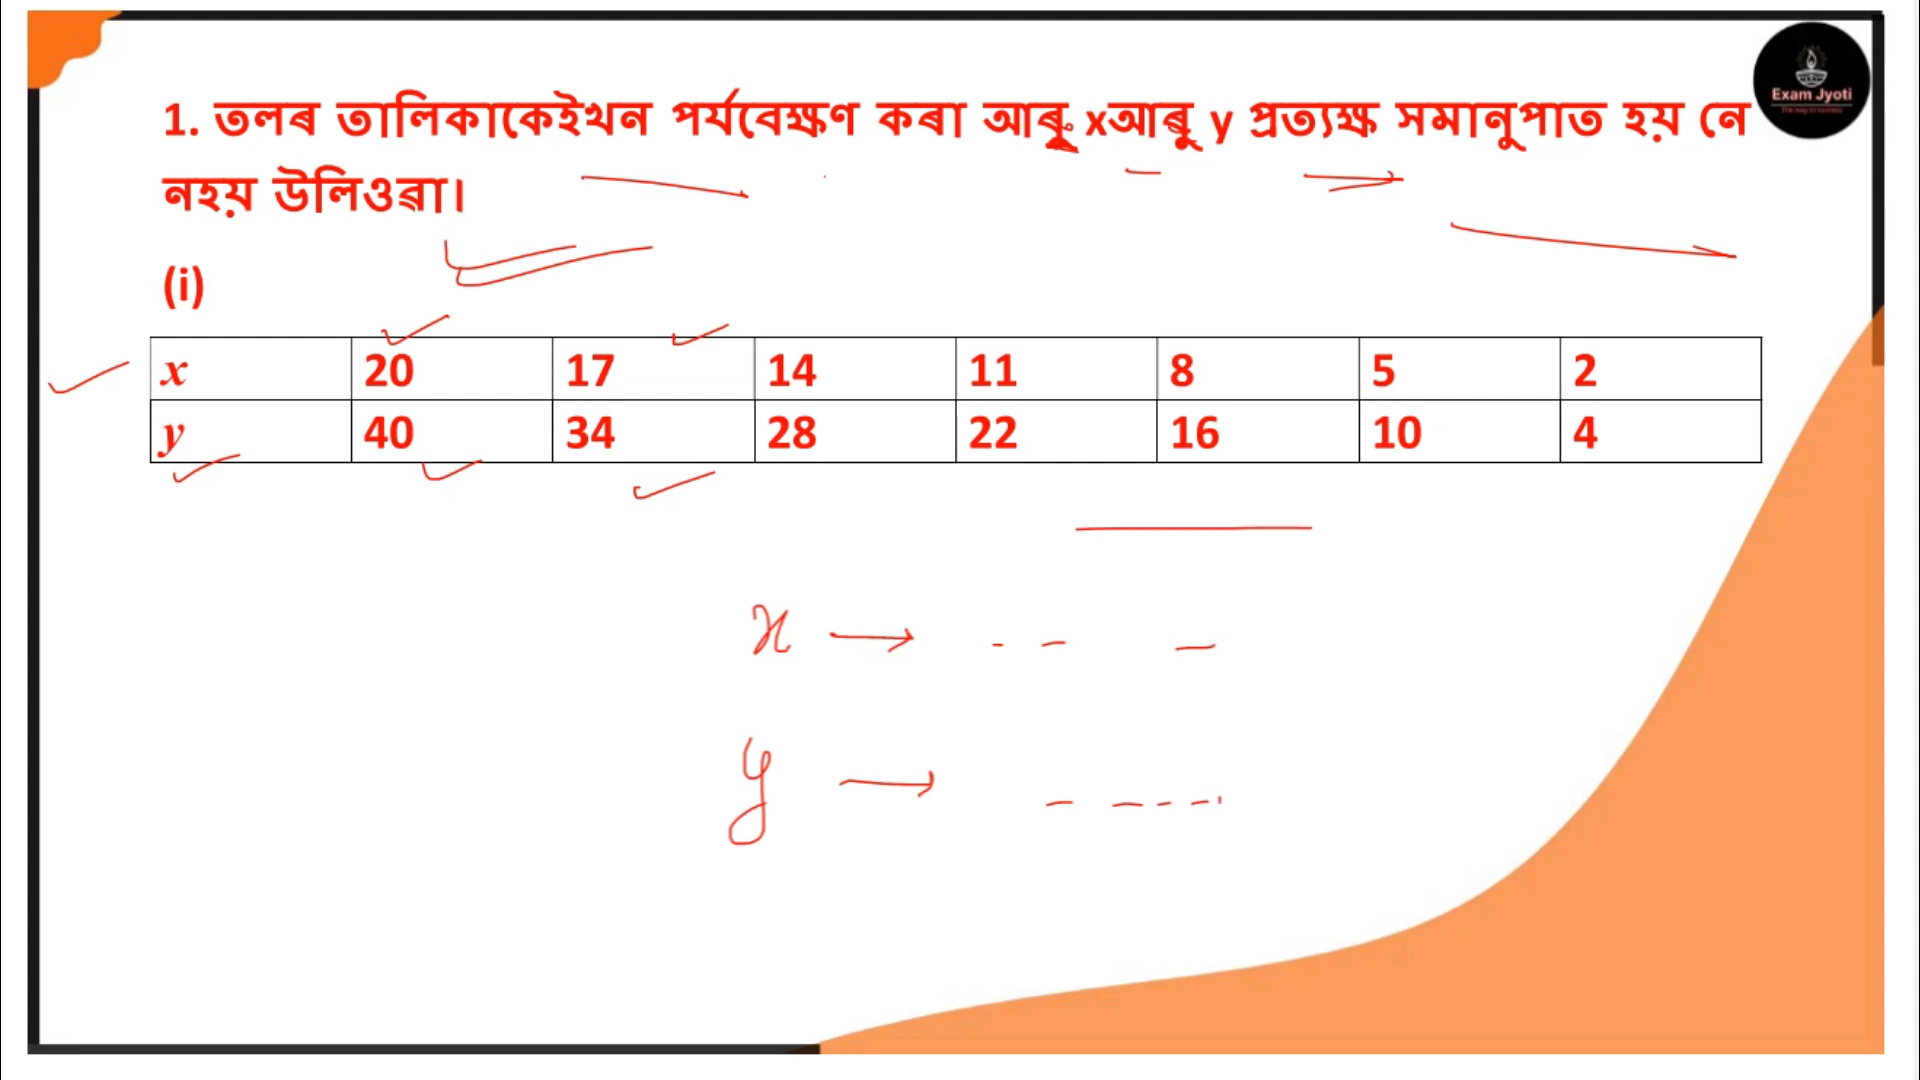 1. তলৰ তালিকাকেইখন পৰ্যবেক্ষণ কৰা আৰু xআৰু y প্ৰত্যক্ষ সমানুপাত হয় নে
নহয় উলিওৱা।
(i)
x 20 17 14 11 8 5 2
y 40 34 28 22 16 10 4
x →
y →
Exam Jyoti